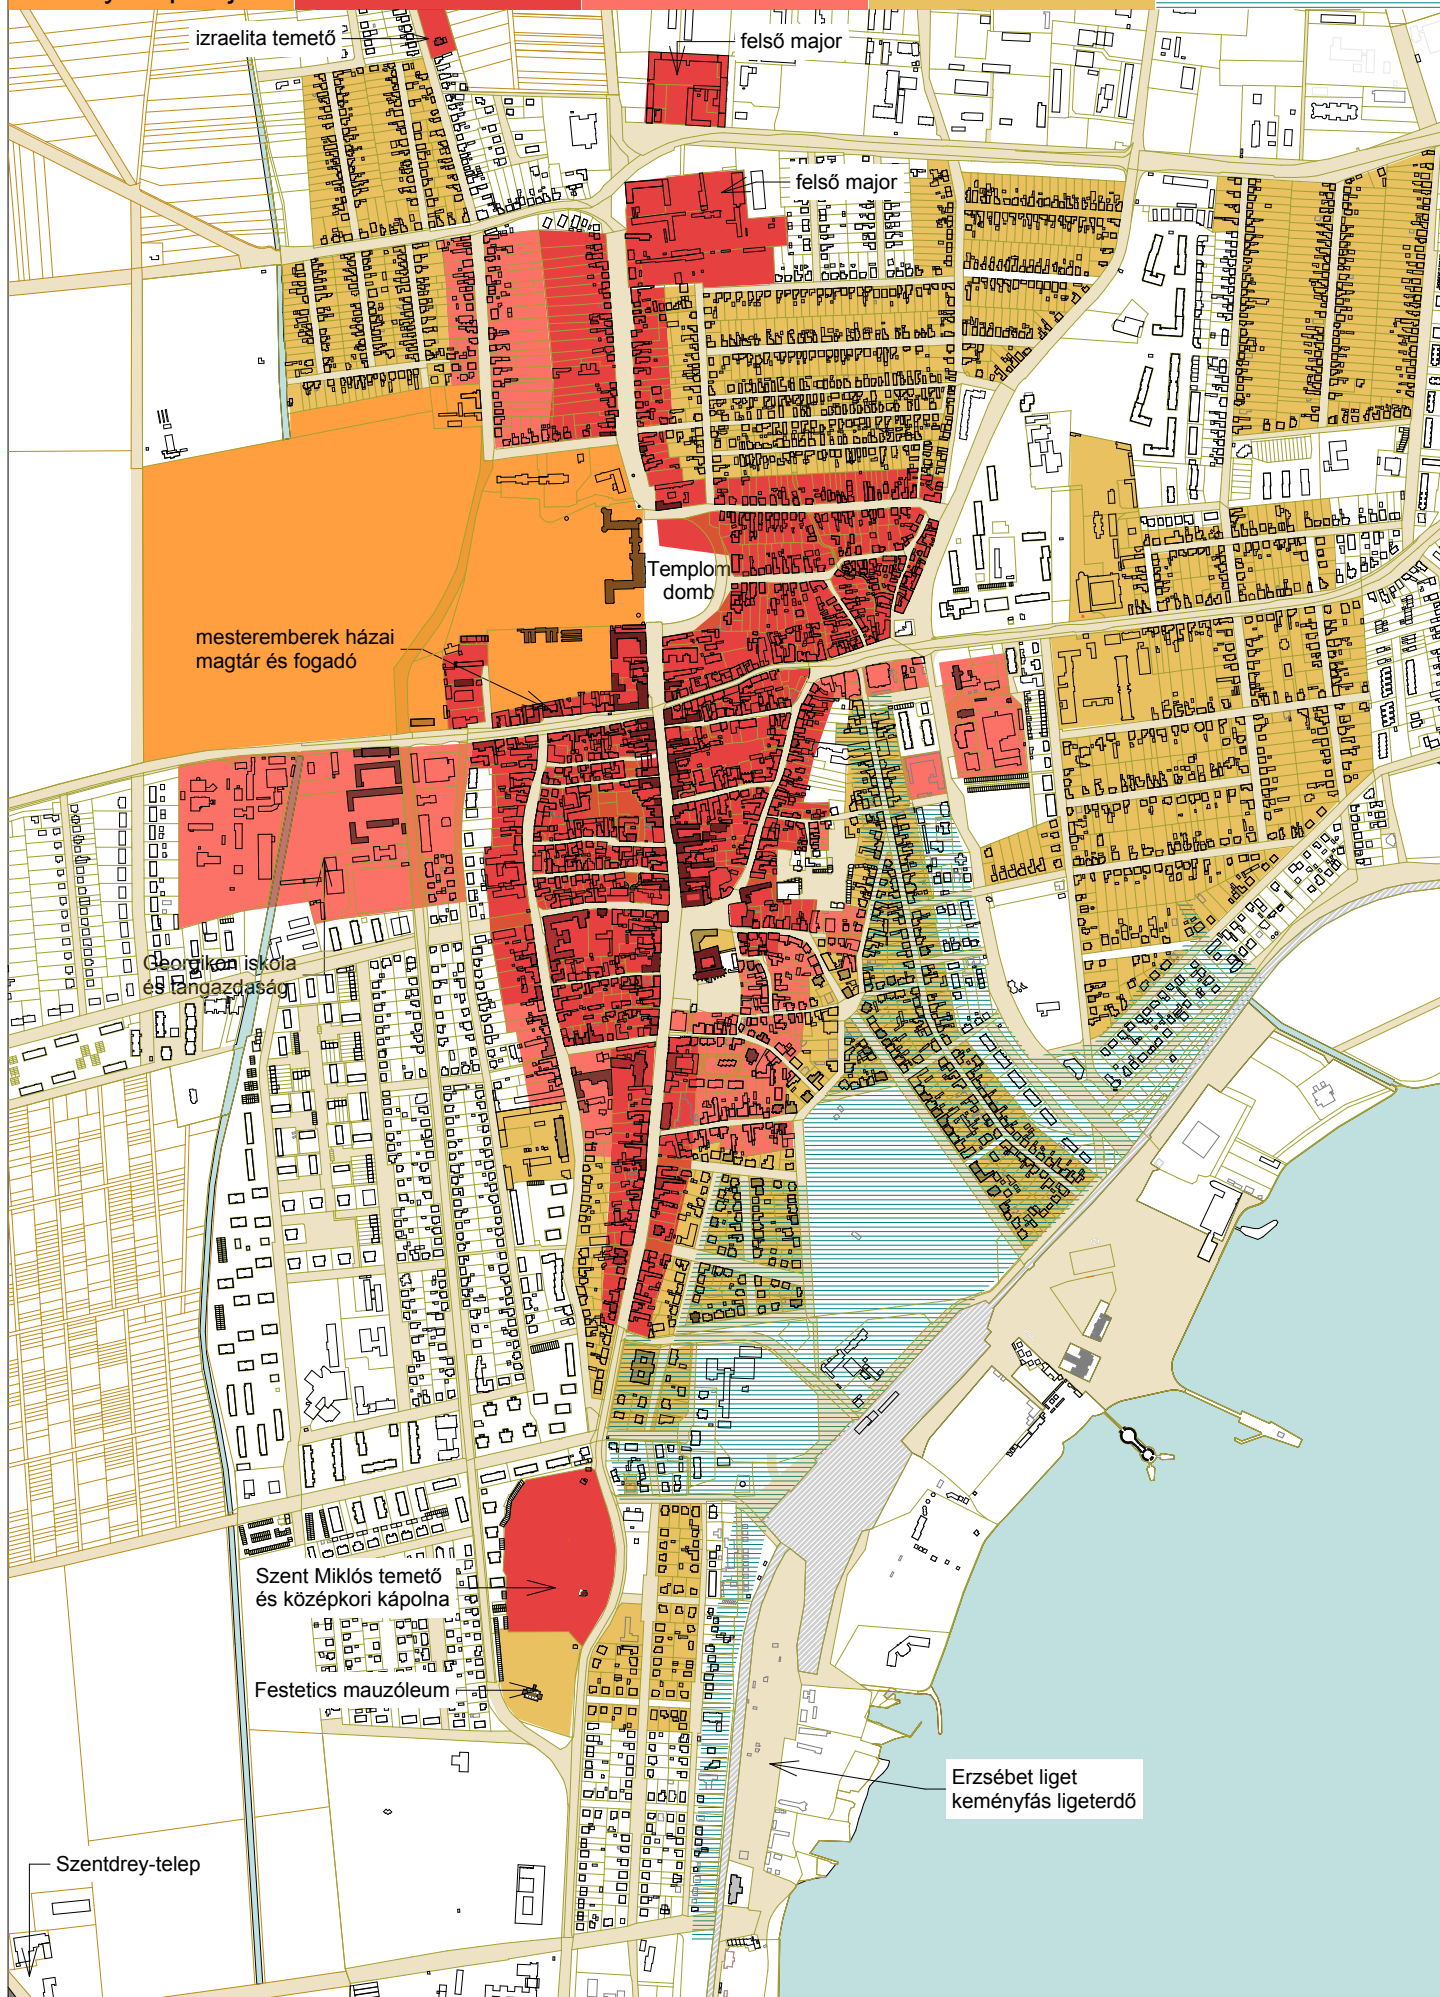 izraelita temető
felső major
felső major
Templom
domb
mesteremberek házai
magtár és fogadó
Georgikon iskola
és tangazdaság
Szent Miklós temető
és középkori kápolna
Festetics mauzóleum
Erzsébet liget
keményfás ligeterdő
Szentdrey-telep